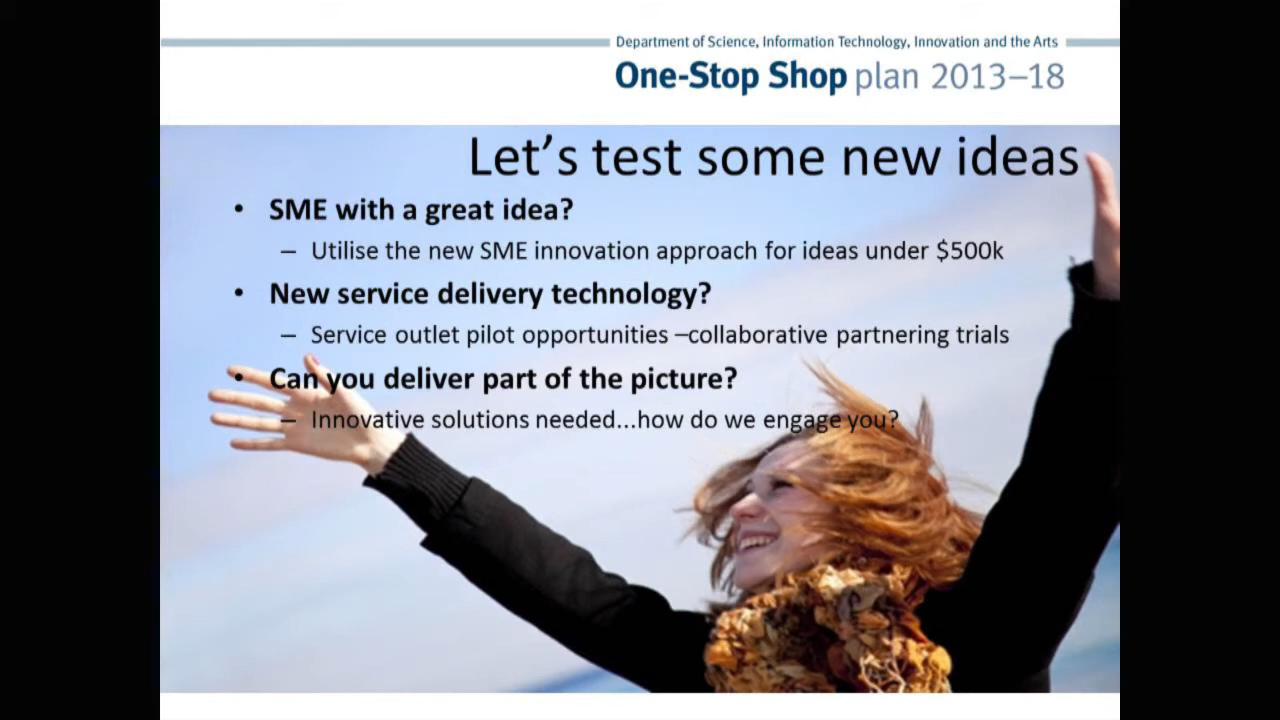 Department of Science, Information Technology, Innovation and the Arts
One-Stop Shop plan 2013–18
Let's test some new ideas
• SME with a great idea?
– Utilise the new SME innovation approach for ideas under $500k
• New service delivery technology?
– Service outlet pilot opportunities –collaborative partnering trials
• Can you deliver part of the picture?
– Innovative solutions needed...how do we engage you?